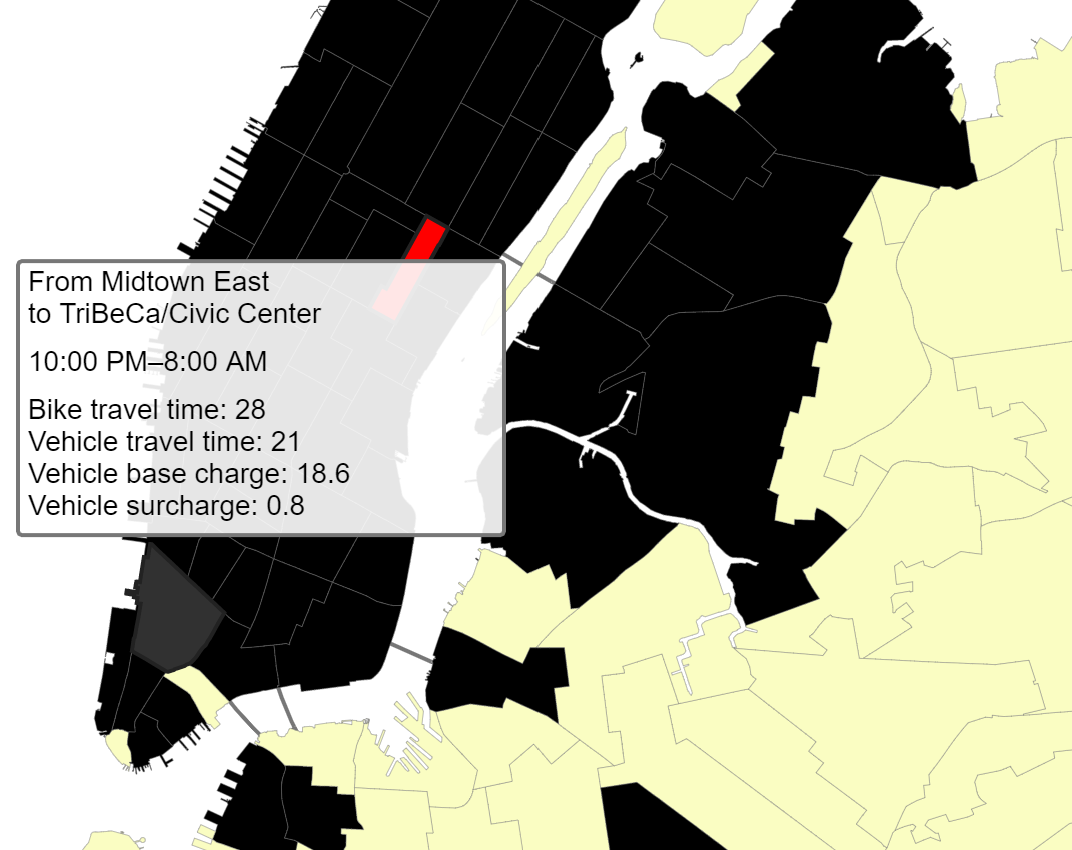 From Midtown East
to TriBeCa/Civic Center
10:00 PM–8:00 AM
Bike travel time: 28
Vehicle travel time: 21
Vehicle base charge: 18.6
Vehicle surcharge: 0.8